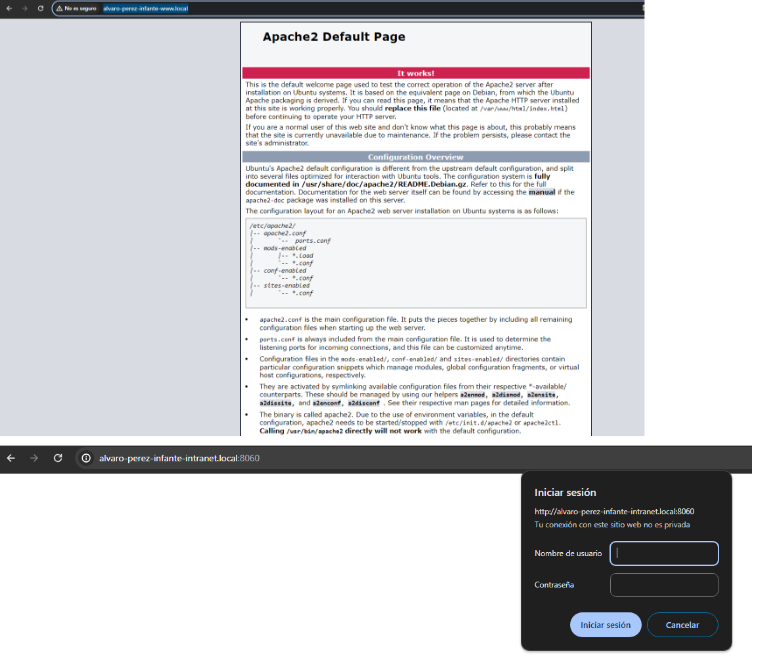 No es seguro alvaro-perez-infante-www.local
Apache2 Default Page
It works!
This is the default welcome page used to test the correct operation of the Apache2 server after
installation on Ubuntu systems. It is based on the equivalent page on Debian, from which the Ubuntu
Apache packaging is derived. If you can read this page, it means that the Apache HTTP server installed
at this site is working properly. You should replace this file (located at /var/www/html/index.html)
before continuing to operate your HTTP server.
If you are a normal user of this web site and don't know what this page is about, this probably means
that the site is currently unavailable due to maintenance. If the problem persists, please contact the
site's administrator.
Configuration Overview
Ubuntu's Apache2 default configuration is different from the upstream default configuration, and split
into several files optimized for interaction with Ubuntu tools. The configuration system is fully
documented in /usr/share/doc/apache2/README.Debian.gz. Refer to this for the full
documentation. Documentation for the web server itself can be found by accessing the manual if the
apache2-doc package was installed on this server.
The configuration layout for an Apache2 web server installation on Ubuntu systems is as follows:
/etc/apache2/
|-- apache2.conf
| `-- ports.conf
|-- mods-enabled
| |-- *.load
| `-- *.conf
|-- conf-enabled
| `-- *.conf
|-- sites-enabled
| `-- *.conf
• apache2.conf is the main configuration file. It puts the pieces together by including all remaining
configuration files when starting up the web server.
• ports.conf is always included from the main configuration file. It is used to determine the
listening ports for incoming connections, and this file can be customized anytime.
• Configuration files in the mods-enabled/, conf-enabled/ and sites-enabled/ directories contain
particular configuration snippets which manage modules, global configuration fragments, or virtual
host configurations, respectively.
• They are activated by symlinking available configuration files from their respective *-available/
counterparts. These should be managed by using our helpers a2enmod, a2dismod, a2ensite,
a2dissite, and a2enconf, a2disconf . See their respective man pages for detailed information.
• The binary is called apache2. Due to the use of environment variables, in the default
configuration, apache2 needs to be started/stopped with /etc/init.d/apache2 or apache2ctl.
Calling /usr/bin/apache2 directly will not work with the default configuration.
alvaro-perez-infante-intranet.local:8060
Iniciar sesión
http://alvaro-perez-infante-intranet.local:8060
Tu conexión con este sitio web no es privada
Nombre de usuario
Contraseña
Iniciar sesión Cancelar